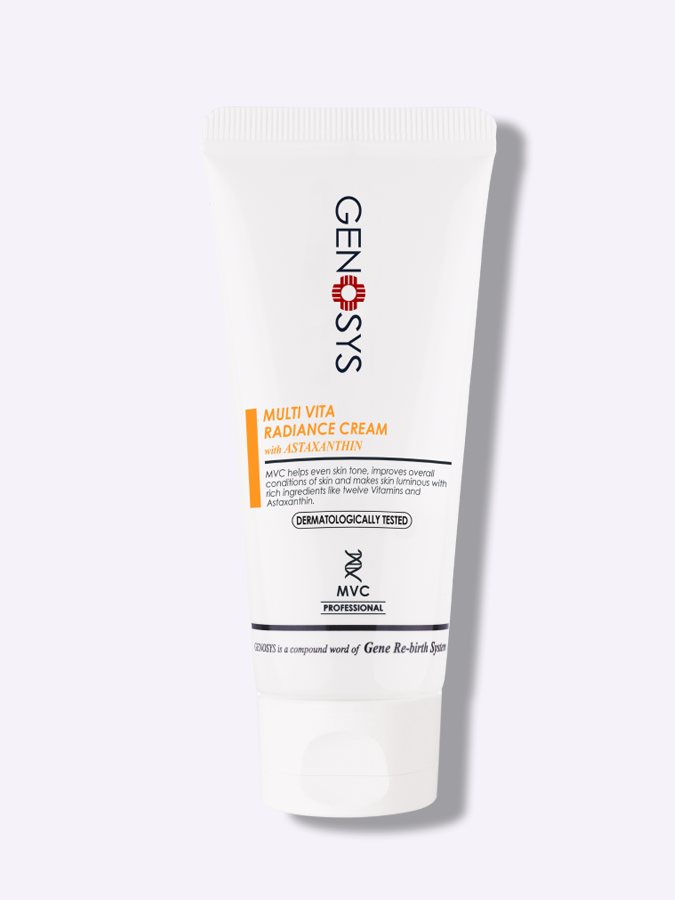 GENOSYS
MULTI VITA
RADIANCE CREAM
with ASTAXANTHIN
MVC helps even skin tone, improves overall
conditions of skin and makes skin luminous with
rich ingredients like twelve Vitamins and
Astaxanthin.
DERMATOLOGICALLY TESTED
MVC
PROFESSIONAL
GENOSYS is a compound word of Gene Re-birth System